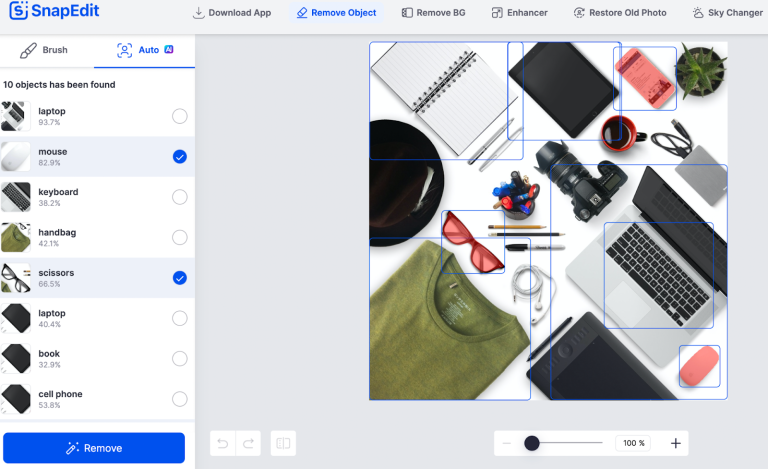 SnapEdit
Download App
Remove Object
Remove BG
Enhancer
Restore Old Photo
Sky Changer
Brush
Auto AI
10 objects has been found
laptop
93.7%
mouse
82.9%
keyboard
38.2%
handbag
42.1%
scissors
66.5%
laptop
40.4%
book
32.9%
cell phone
53.8%
Remove
100 %